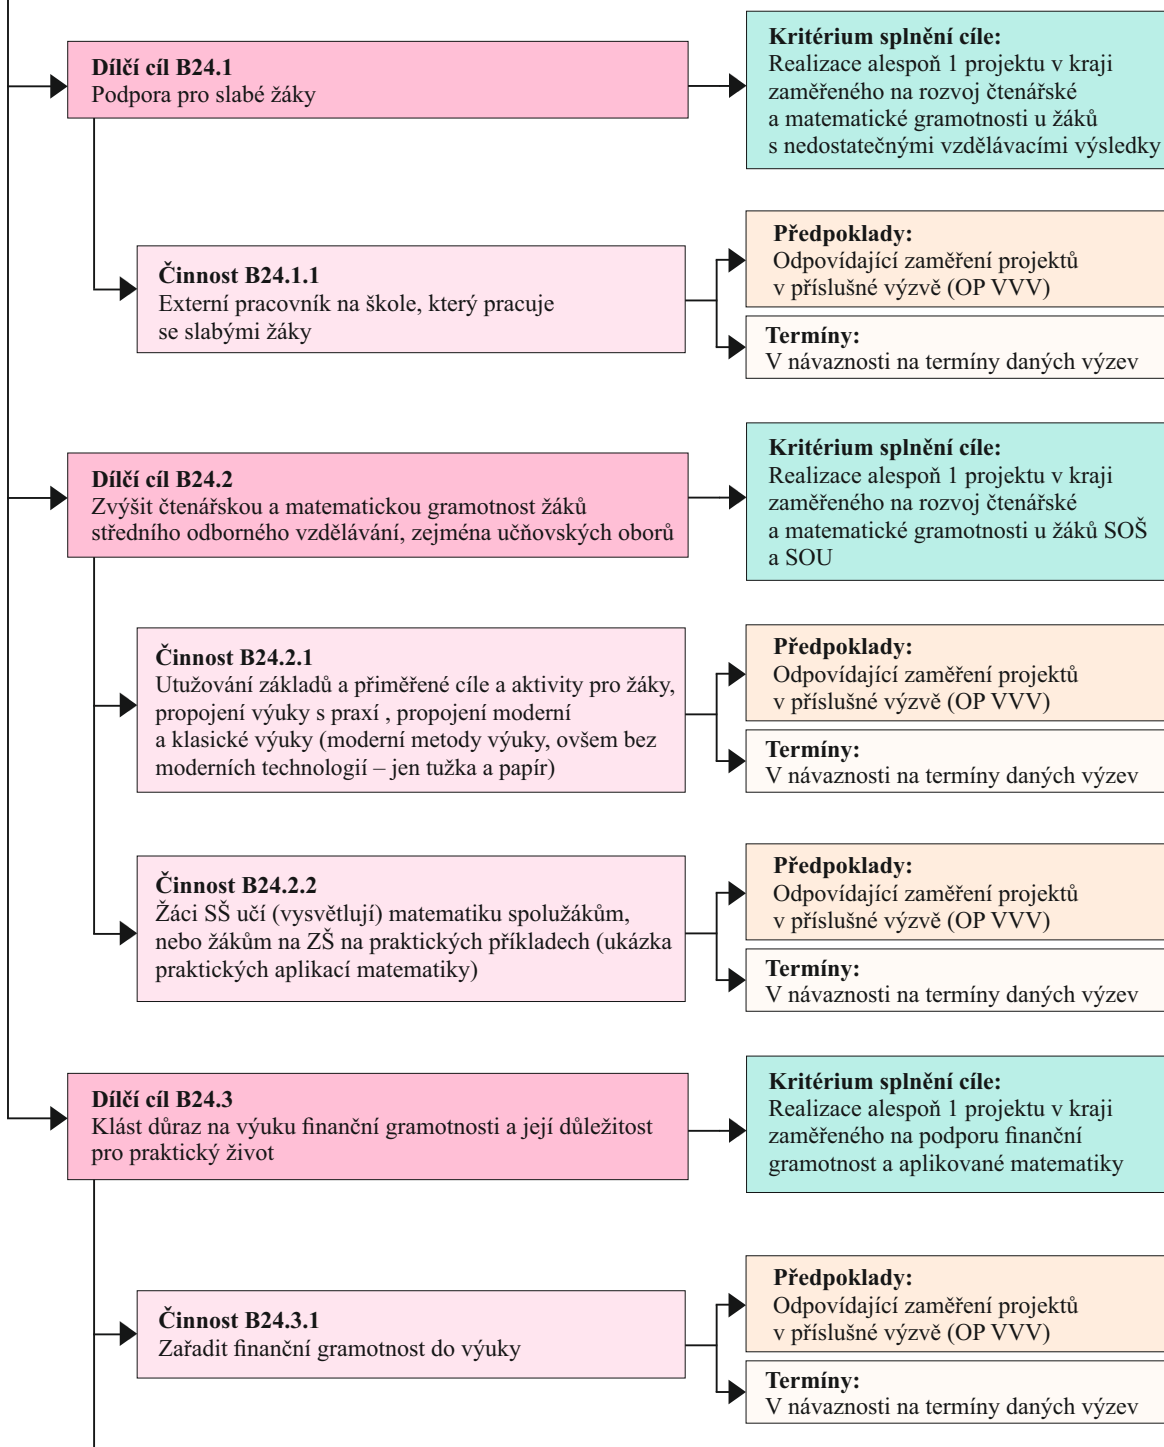 Dílčí cíl B24.1
Podpora pro slabé žáky
Kritérium splnění cíle:
Realizace alespoň 1 projektu v kraji
zaměřeného na rozvoj čtenářské
a matematické gramotnosti u žáků
s nedostatečnými vzdělávacími výsledky
Činnost B24.1.1
Externí pracovník na škole, který pracuje
se slabými žáky
Předpoklady:
Odpovídající zaměření projektů
v příslušné výzvě (OP VVV)
Termíny:
V návaznosti na termíny daných výzev
Dílčí cíl B24.2
Zvýšit čtenářskou a matematickou gramotnost žáků
středního odborného vzdělávání, zejména učňovských oborů
Kritérium splnění cíle:
Realizace alespoň 1 projektu v kraji
zaměřeného na rozvoj čtenářské
a matematické gramotnosti u žáků SOŠ
a SOU
Činnost B24.2.1
Utužování základů a přiměřené cíle a aktivity pro žáky,
propojení výuky s praxí , propojení moderní
a klasické výuky (moderní metody výuky, ovšem bez
moderních technologií – jen tužka a papír)
Předpoklady:
Odpovídající zaměření projektů
v příslušné výzvě (OP VVV)
Termíny:
V návaznosti na termíny daných výzev
Činnost B24.2.2
Žáci SŠ učí (vysvětlují) matematiku spolužákům,
nebo žákům na ZŠ na praktických příkladech (ukázka
praktických aplikací matematiky)
Předpoklady:
Odpovídající zaměření projektů
v příslušné výzvě (OP VVV)
Termíny:
V návaznosti na termíny daných výzev
Dílčí cíl B24.3
Klást důraz na výuku finanční gramotnosti a její důležitost
pro praktický život
Kritérium splnění cíle:
Realizace alespoň 1 projektu v kraji
zaměřeného na podporu finanční
gramotnost a aplikované matematiky
Činnost B24.3.1
Zařadit finanční gramotnost do výuky
Předpoklady:
Odpovídající zaměření projektů
v příslušné výzvě (OP VVV)
Termíny:
V návaznosti na termíny daných výzev